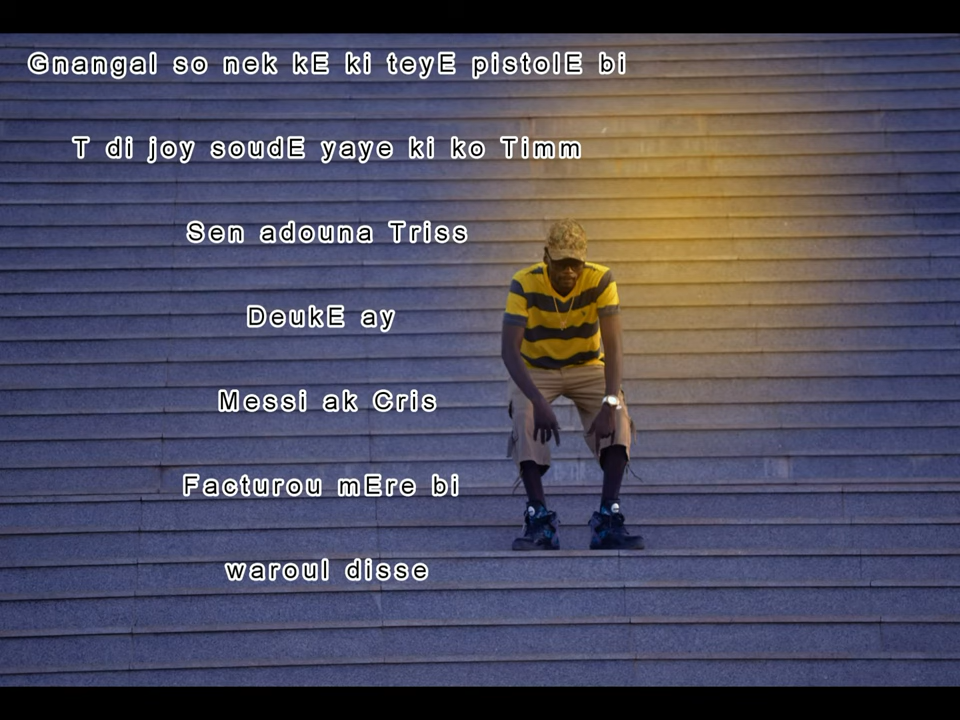 Gnangal so nek kE ki teyE pistolE bi
T di joy soudE yaye ki ko Timm
Sen adouna Triss
DeukE ay
Messi ak Cris
Facturou mEre bi
waroul disse